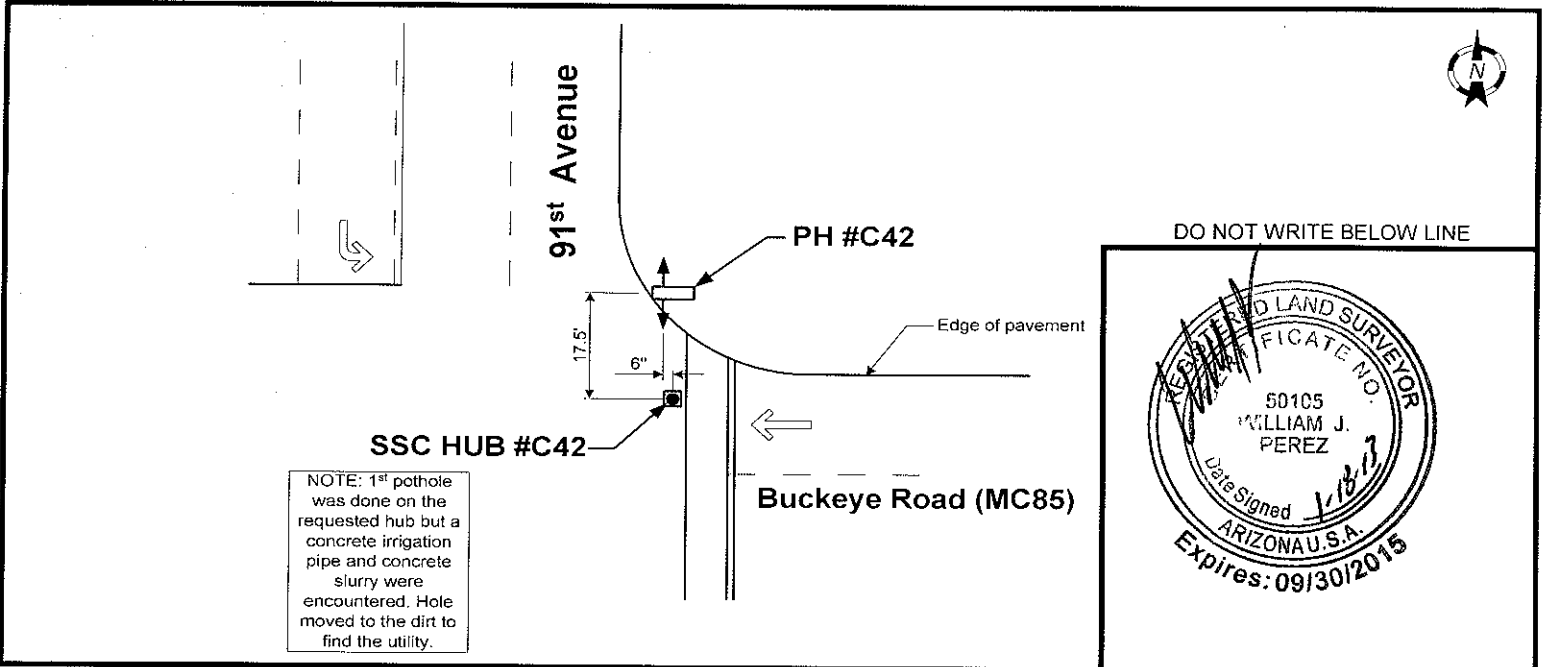 N
91st Avenue
PH #C42
DO NOT WRITE BELOW LINE
Edge of pavement
17.5'
6"
SSC HUB #C42
Buckeye Road (MC85)
NOTE: 1st pothole
was done on the
requested hub but a
concrete irrigation
pipe and concrete
slurry were
encountered. Hole
moved to the dirt to
find the utility.
REGISTERED LAND SURVEYOR
CERTIFICATE NO.
50105
WILLIAM J.
PEREZ
Date Signed 1-18-13
ARIZONA U.S.A.
Expires: 09/30/2015